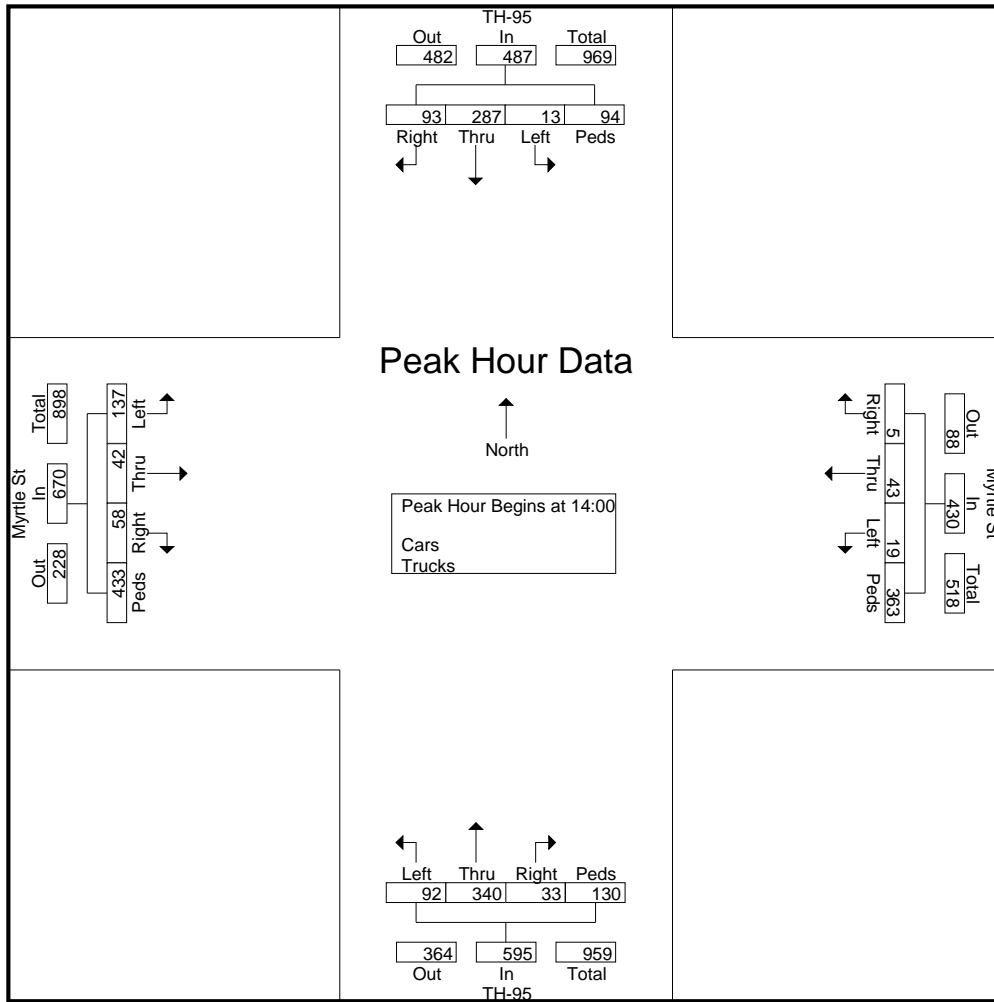 TH-95
Out In Total
482 487 969
93 287 13 94
Right Thru Left Peds
Peak Hour Data
North
Peak Hour Begins at 14:00
Cars
Trucks
Myrtle St
Total In Out
898 670 228
137 42 58 433
Left Thru Right Peds
Myrtle St
Out In Total
88 430 518
5 43 19 363
Right Thru Left Peds
Left Thru Right Peds
92 340 33 130
364 595 959
Out In Total
TH-95